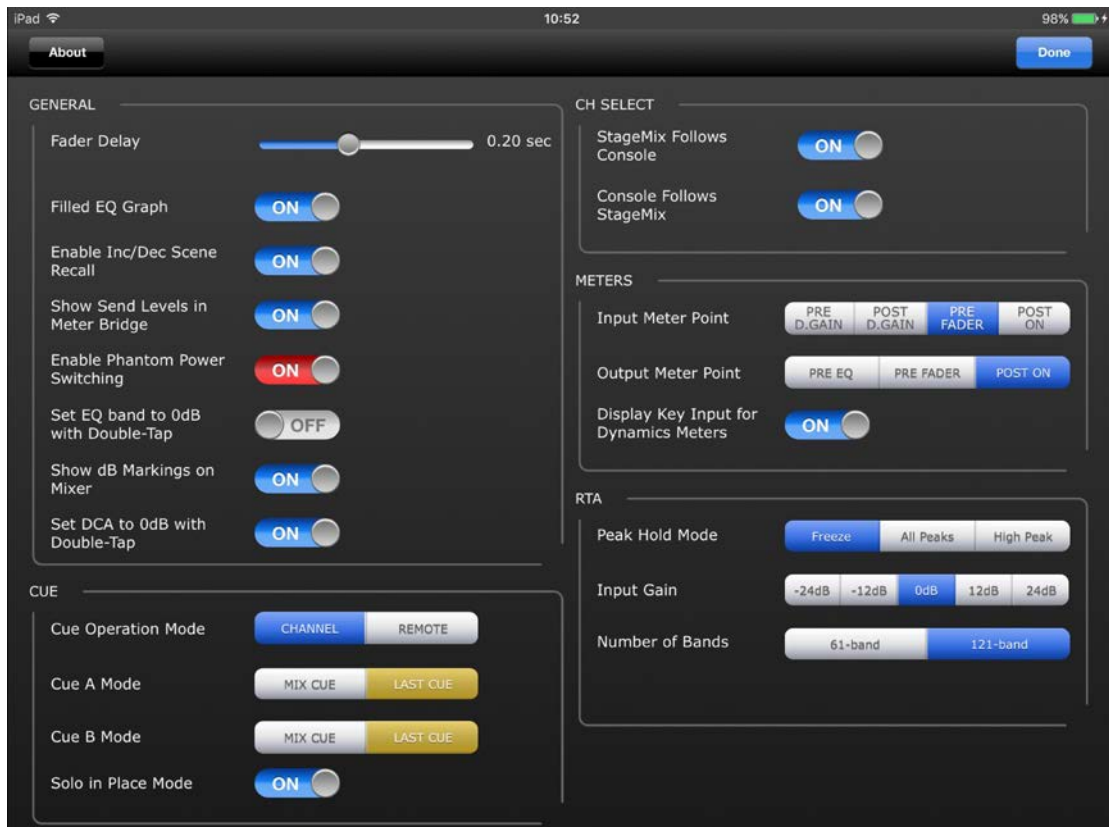 iPad 10:52 98%
About Done
GENERAL
Fader Delay 0.20 sec
Filled EQ Graph ON
Enable Inc/Dec Scene
Recall ON
Show Send Levels in
Meter Bridge ON
Enable Phantom Power
Switching ON
Set EQ band to 0dB
with Double-Tap OFF
Show dB Markings on
Mixer ON
Set DCA to 0dB with
Double-Tap ON
CUE
Cue Operation Mode CHANNEL REMOTE
Cue A Mode MIX CUE LAST CUE
Cue B Mode MIX CUE LAST CUE
Solo in Place Mode ON
CH SELECT
StageMix Follows
Console ON
Console Follows
StageMix ON
METERS
Input Meter Point PRE D.GAIN POST D.GAIN PRE FADER POST ON
Output Meter Point PRE EQ PRE FADER POST ON
Display Key Input for
Dynamics Meters ON
RTA
Peak Hold Mode Freeze All Peaks High Peak
Input Gain -24dB -12dB 0dB 12dB 24dB
Number of Bands 61-band 121-band